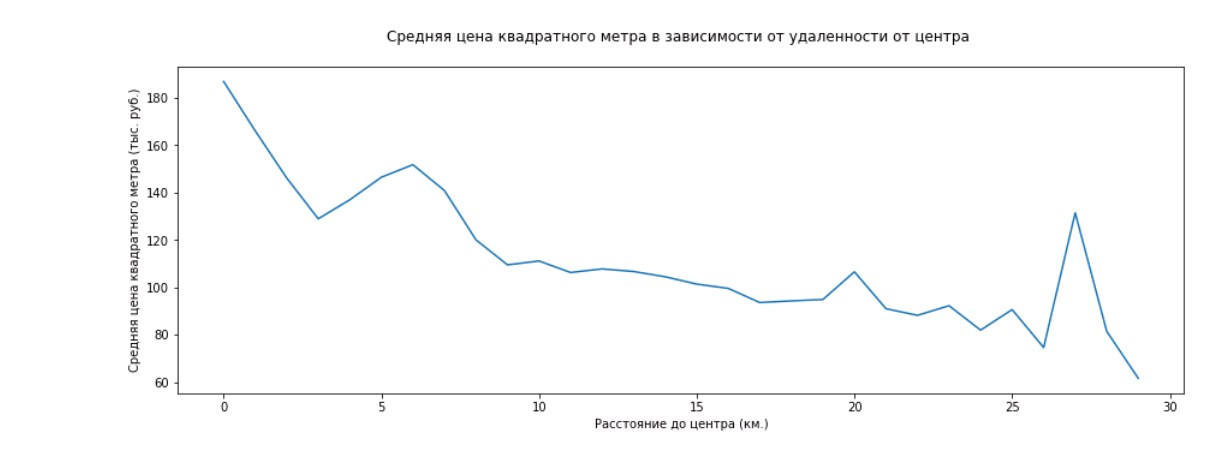 Средняя цена квадратного метра в зависимости от удаленности от центра
Средняя цена квадратного метра (тыс. руб.)
180
160
140
120
100
80
60
0 5 10 15 20 25 30
Расстояние до центра (км.)